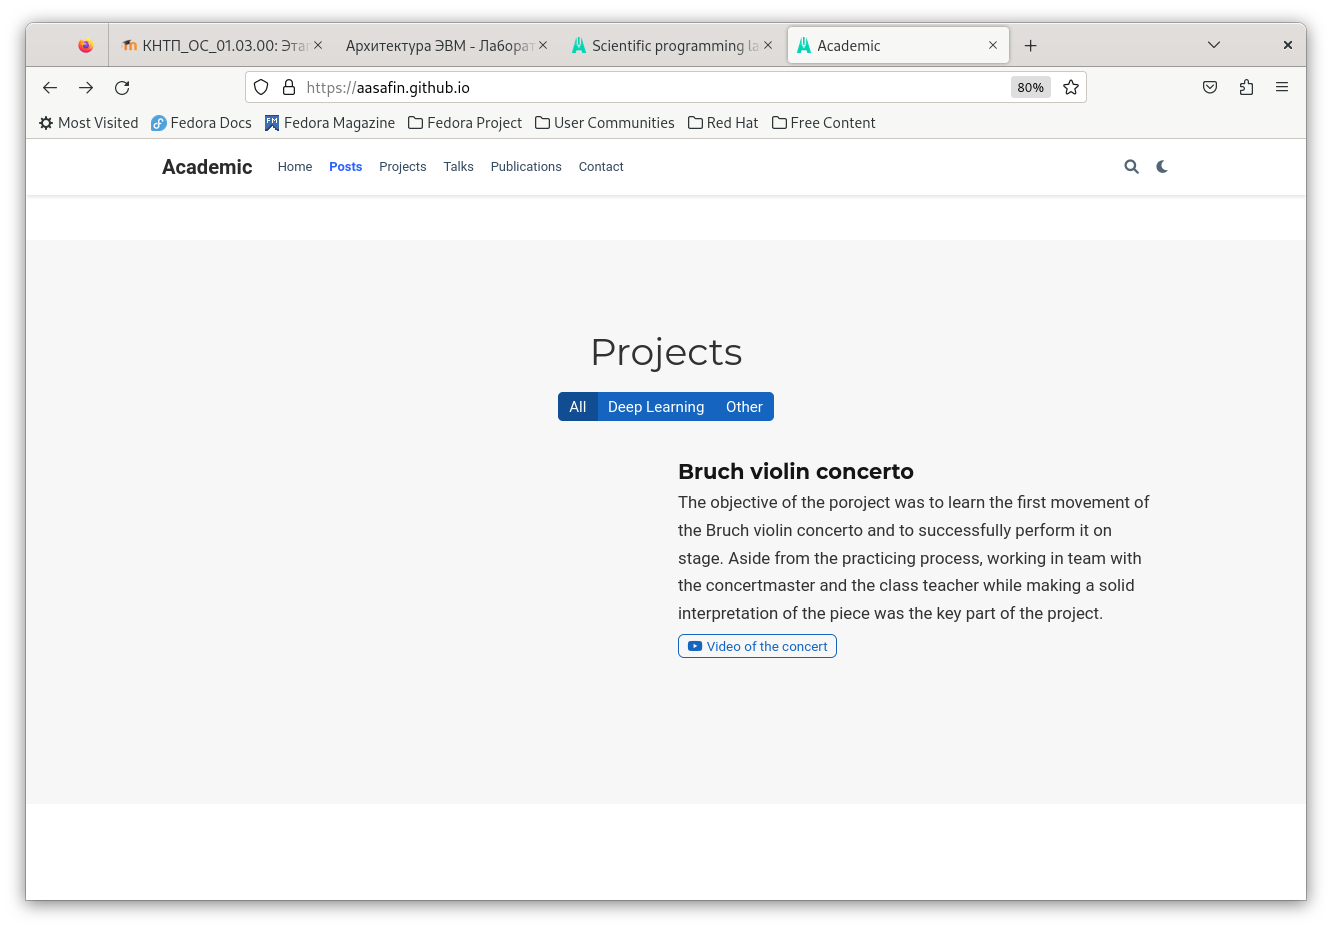 КНТП_ОС_01.03.00: Этап
Архитектура ЭВМ - Лаборат
Scientific programming la
Academic
https://aasafin.github.io
80%
Most Visited
Fedora Docs
FM
Fedora Magazine
Fedora Project
User Communities
Red Hat
Free Content
Academic
Home
Posts
Projects
Talks
Publications
Contact
Projects
All
Deep Learning
Other
Bruch violin concerto
The objective of the poroject was to learn the first movement of
the Bruch violin concerto and to successfully perform it on
stage. Aside from the practicing process, working in team with
the concertmaster and the class teacher while making a solid
interpretation of the piece was the key part of the project.
Video of the concert